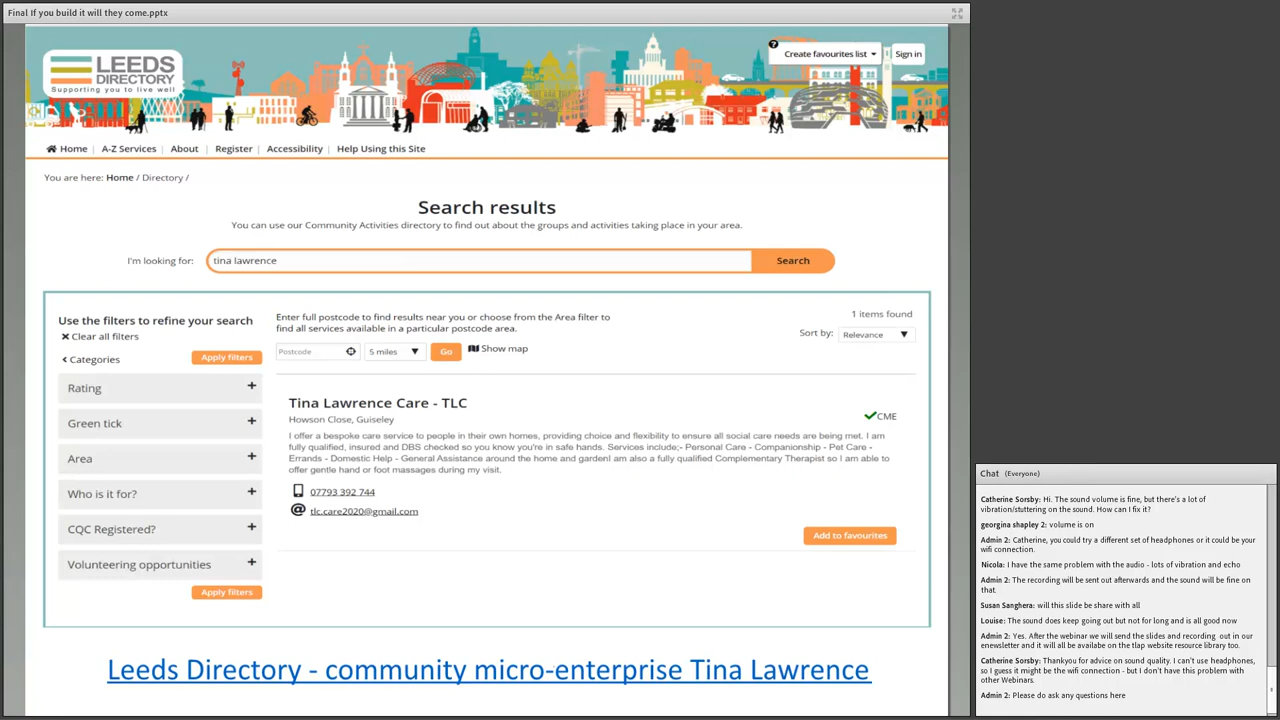 Final If you build it will they come.pptx
LEEDS
DIRECTORY
Supporting you to live well
?
Create favourites list
Sign in
Home
A-Z Services
About
Register
Accessibility
Help Using this Site
You are here: Home / Directory /
Search results
You can use our Community Activities directory to find out about the groups and activities taking place in your area.
I'm looking for:
tina lawrence
Search
Use the filters to refine your search
Clear all filters
Categories
Apply filters
Rating
Green tick
Area
Who is it for?
CQC Registered?
Volunteering opportunities
Apply filters
Enter full postcode to find results near you or choose from the Area filter to
find all services available in a particular postcode area.
1 items found
Sort by:
Relevance
Postcode
5 miles
Go
Show map
Tina Lawrence Care - TLC
Howson Close, Guiseley
CME
I offer a bespoke care service to people in their own homes, providing choice and flexibility to ensure all social care needs are being met. I am
fully qualified, insured and DBS checked so you know you're in safe hands. Services include;- Personal Care - Companionship - Pet Care -
Errands - Domestic Help - General Assistance around the home and gardenI am also a fully qualified Complementary Therapist so I am able to
offer gentle hand or foot massages during my visit.
07793 392 744
tlc.care2020@gmail.com
Add to favourites
Leeds Directory - community micro-enterprise Tina Lawrence
Chat (Everyone)
Catherine Sorsby: Hi. The sound volume is fine, but there's a lot of
vibration/stuttering on the sound. How can I fix it?
georgina shapley 2: volume is on
Admin 2: Catherine, you could try a different set of headphones or it could be your
wifi connection.
Nicola: I have the same problem with the audio - lots of vibration and echo
Admin 2: The recording will be sent out afterwards and the sound will be fine on
that.
Susan Sanghera: will this slide be share with all
Louise: The sound does keep going out but not for long and is all good now
Admin 2: Yes. After the webinar we will send the slides and recording out in our
enewsletter and it will all be availabe on the tlap website resource library too.
Catherine Sorsby: Thankyou for advice on sound quality. I can't use headphones,
so I guess it might be the wifi connection - but I don't have this problem with
other Webinars.
Admin 2: Please do ask any questions here